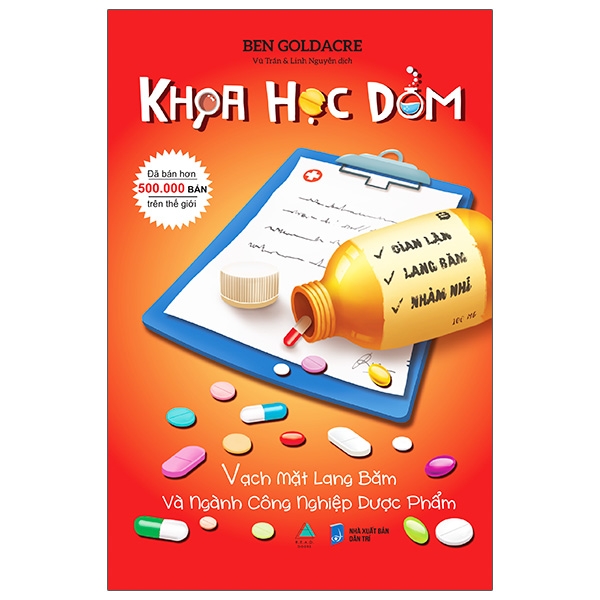 BEN GOLDACRE
Vũ Trân & Linh Nguyễn dịch
KHOA HỌC DỎM
Đã bán hơn
500.000 BẢN
trên thế giới
GIAN LẬN
LANG BĂM
NHẢM NHÍ
Vạch Mặt Lang Băm
Và Ngành Công Nghiệp Dược Phẩm
NHÀ XUẤT BẢN
DÂN TRÍ